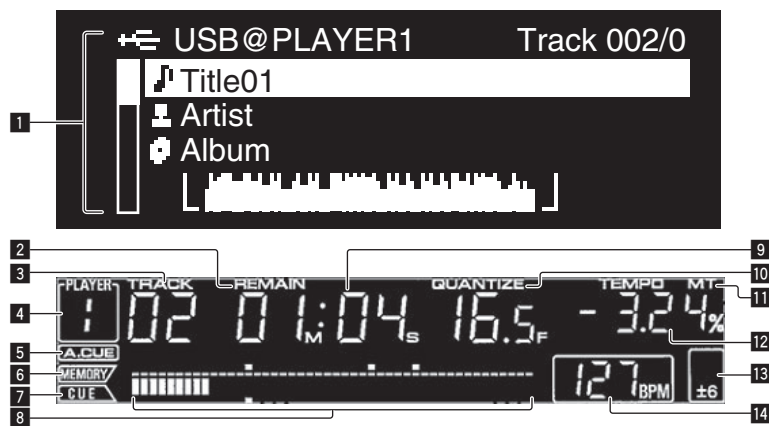 USB@PLAYER1 Track 002/0
Title01
1 Artist
Album
2 9
3 TRACK REMAIN QUANTIZE TEMPO MT 10
PLAYER 11
4 1 02 01:04 16.5 -3.24%
M S F
5 A.CUE 12
6 MEMORY 13
7 CUE 127 BPM ±6
8 14